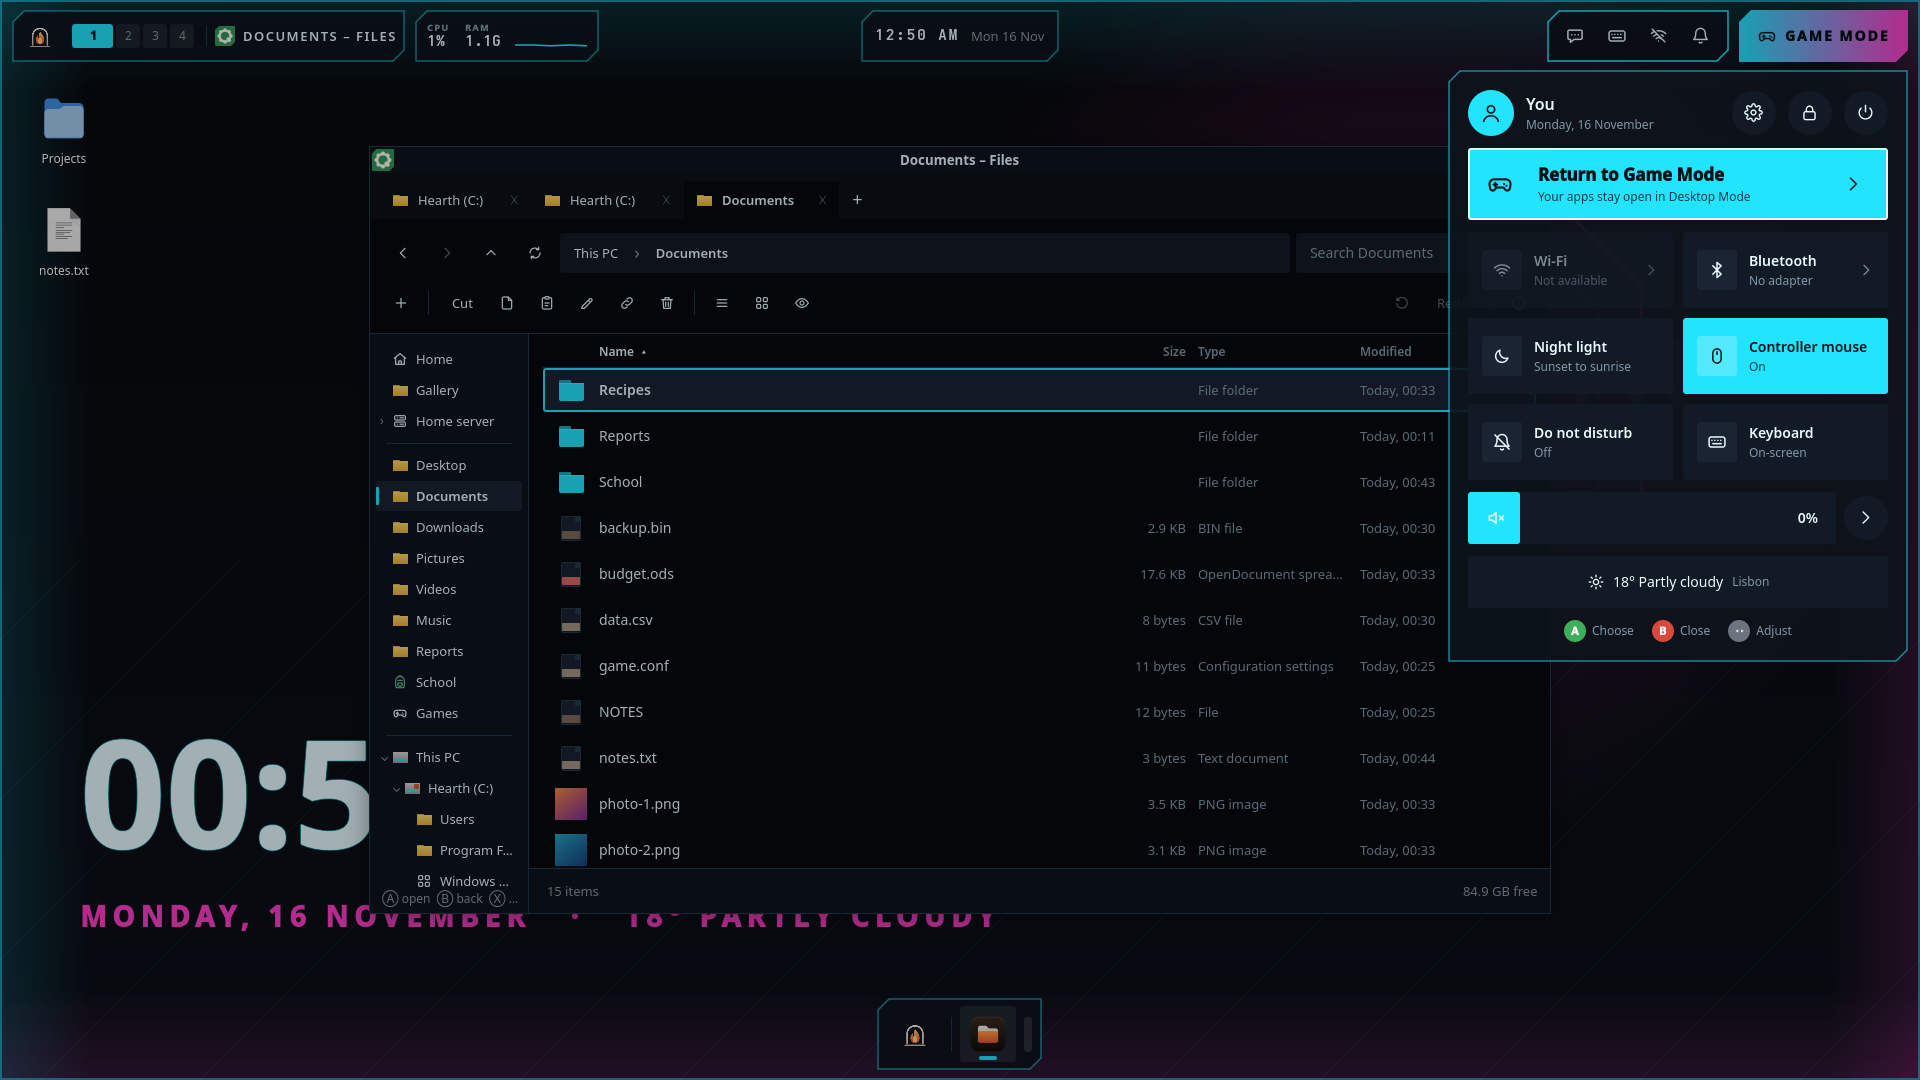 1 2 3 4 DOCUMENTS – FILES
CPU RAM
1% 1.1G
12:50 AM Mon 16 Nov
GAME MODE
Projects
notes.txt
Documents – Files
Hearth (C:) X Hearth (C:) X Documents X +
This PC › Documents
Search Documents
Cut
Home
Gallery
Home server
Desktop
Documents
Downloads
Pictures
Videos
Music
Reports
School
Games
This PC
Hearth (C:)
Users
Program F...
Windows ...
A open B back X ...
Name Size Type Modified
Recipes File folder Today, 00:33
Reports File folder Today, 00:11
School File folder Today, 00:43
backup.bin 2.9 KB BIN file Today, 00:30
budget.ods 17.6 KB OpenDocument sprea... Today, 00:33
data.csv 8 bytes CSV file Today, 00:30
game.conf 11 bytes Configuration settings Today, 00:25
NOTES 12 bytes File Today, 00:25
notes.txt 3 bytes Text document Today, 00:44
photo-1.png 3.5 KB PNG image Today, 00:33
photo-2.png 3.1 KB PNG image Today, 00:33
15 items 84.9 GB free
You
Monday, 16 November
Return to Game Mode
Your apps stay open in Desktop Mode
Wi-Fi
Not available
Bluetooth
No adapter
Night light
Sunset to sunrise
Controller mouse
On
Do not disturb
Off
Keyboard
On-screen
0%
18° Partly cloudy Lisbon
A Choose B Close Adjust
00:5
MONDAY, 16 NOVEMBER · 18° PARTLY CLOUDY